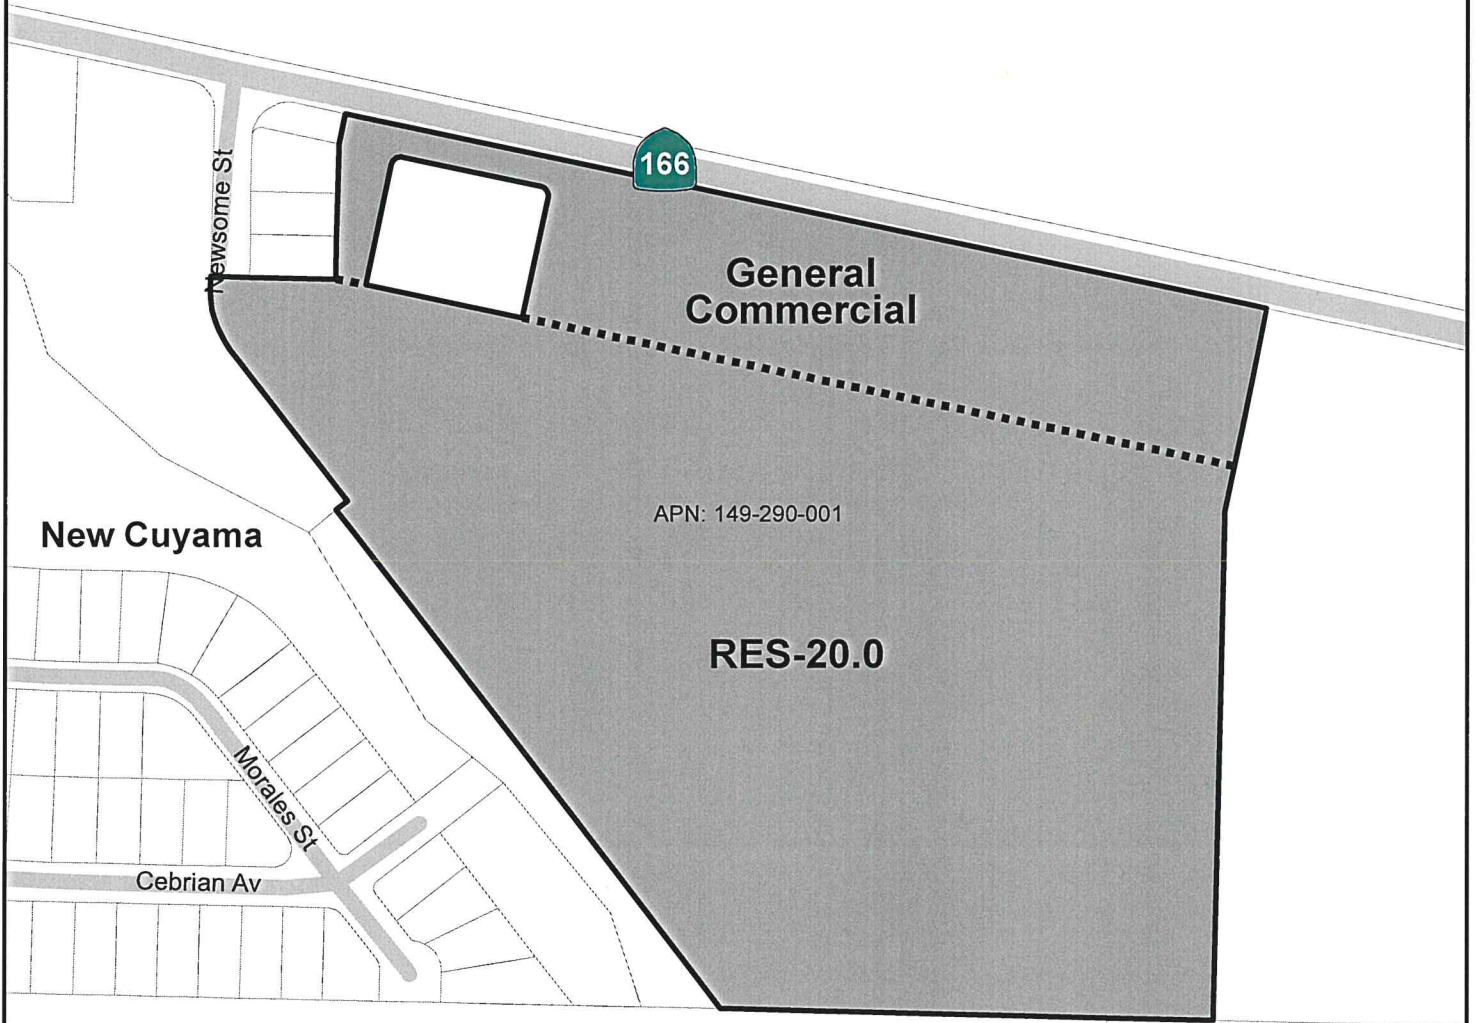 166
Newsome St
General
Commercial
APN: 149-290-001
New Cuyama
RES-20.0
Morales St
Cebrian Av